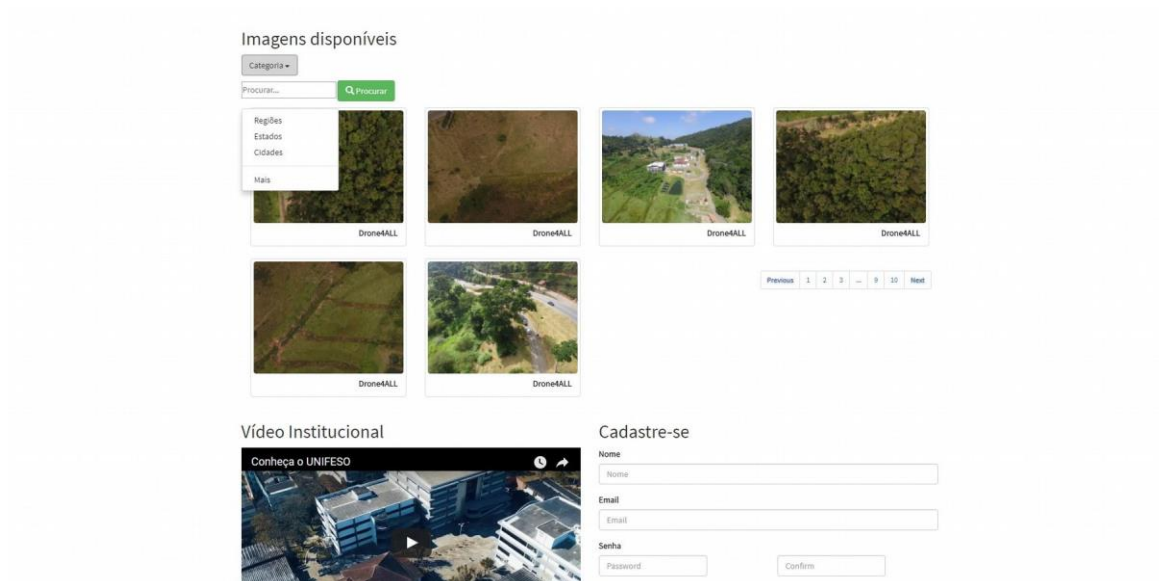 Imagens disponíveis
Categoria
Procurar...
Procurar
Regiões
Estados
Cidades
Mais
Drone4ALL
Drone4ALL
Drone4ALL
Drone4ALL
Previous 1 2 3 ... 9 10 Next
Drone4ALL
Drone4ALL
Vídeo Institucional
Conheça o UNIFESO
Cadastre-se
Nome
Nome
Email
Email
Senha
Password Confirm